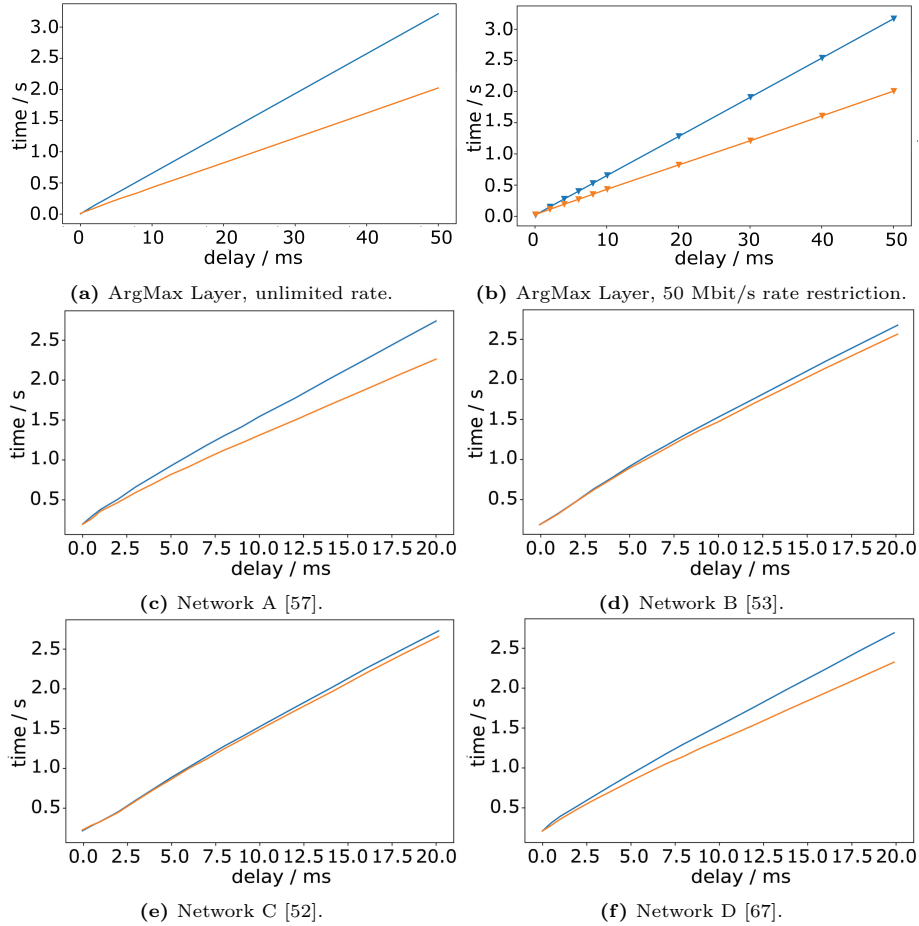 3.0
2.5
2.0
1.5
1.0
0.5
0.0
time / s
0 10 20 30 40 50
delay / ms
(a) ArgMax Layer, unlimited rate.
3.0
2.5
2.0
1.5
1.0
0.5
0.0
time / s
0 10 20 30 40 50
delay / ms
(b) ArgMax Layer, 50 Mbit/s rate restriction.
2.5
2.0
1.5
1.0
0.5
time / s
0.0 2.5 5.0 7.5 10.0 12.5 15.0 17.5 20.0
delay / ms
(c) Network A [57].
2.5
2.0
1.5
1.0
0.5
time / s
0.0 2.5 5.0 7.5 10.0 12.5 15.0 17.5 20.0
delay / ms
(d) Network B [53].
2.5
2.0
1.5
1.0
0.5
time / s
0.0 2.5 5.0 7.5 10.0 12.5 15.0 17.5 20.0
delay / ms
(e) Network C [52].
2.5
2.0
1.5
1.0
0.5
time / s
0.0 2.5 5.0 7.5 10.0 12.5 15.0 17.5 20.0
delay / ms
(f) Network D [67].